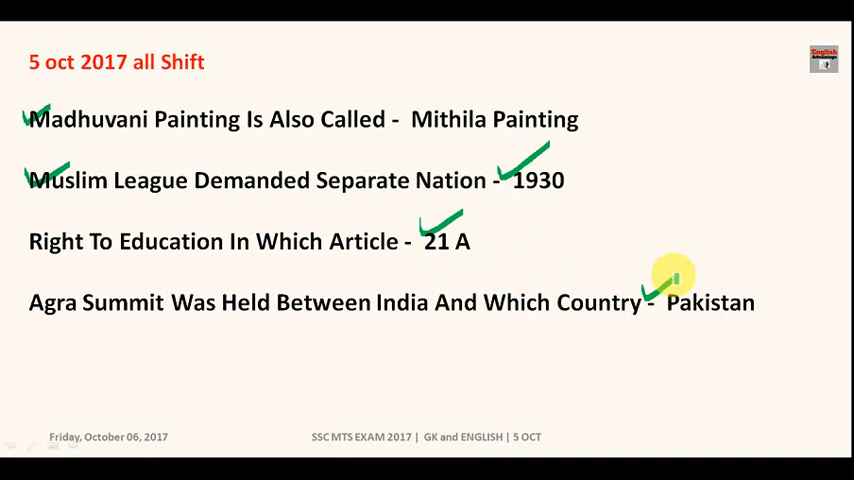 5 oct 2017 all Shift
English
Advantage
Madhuvani Painting Is Also Called - Mithila Painting
Muslim League Demanded Separate Nation - 1930
Right To Education In Which Article - 21 A
Agra Summit Was Held Between India And Which Country - Pakistan
Friday, October 06, 2017
SSC MTS EXAM 2017 | GK and ENGLISH | 5 OCT